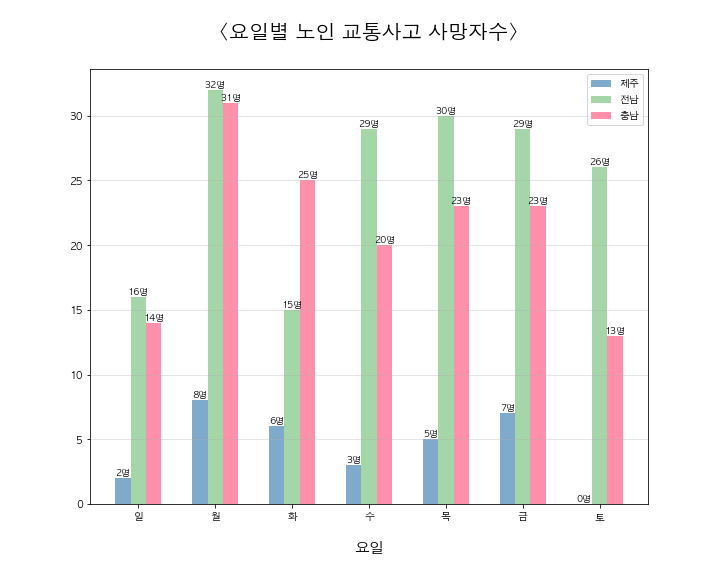 〈요일별 노인 교통사고 사망자수〉
제주
전남
충남
30
25
20
15
10
5
0
2명
16명
14명
8명
32명
31명
6명
15명
25명
3명
29명
20명
5명
30명
23명
7명
29명
23명
0명
26명
13명
일
월
화
수
목
금
토
요일